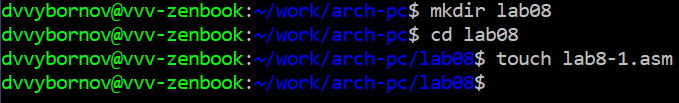 dvvybornov@vvv-zenbook:~/work/arch-pc$ mkdir lab08
dvvybornov@vvv-zenbook:~/work/arch-pc$ cd lab08
dvvybornov@vvv-zenbook:~/work/arch-pc/lab08$ touch lab8-1.asm
dvvybornov@vvv-zenbook:~/work/arch-pc/lab08$